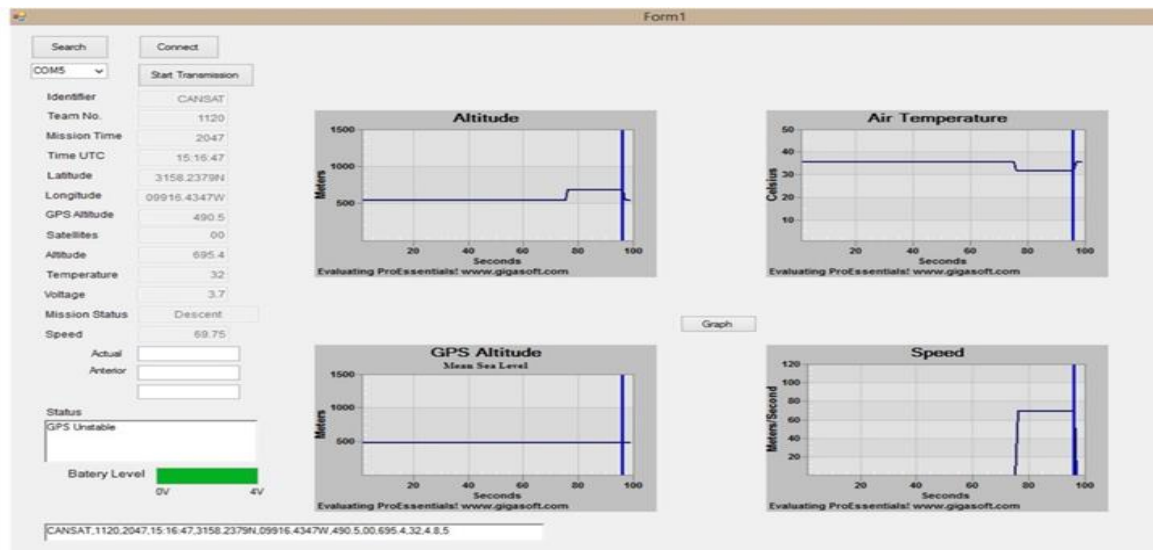 Form1
Search
Connect
COM5
Start Transmission
Identifier CANSAT
Team No. 1120
Mission Time 2047
Time UTC 15:16:47
Latitude 3158.2379N
Longitude 09916.4347W
GPS Altitude 490.5
Satellites 00
Altitude 695.4
Temperature 32
Voltage 3.7
Mission Status Descent
Speed 69.75
Actual
Anterior
Status
GPS Unstable
Batery Level
0V 4V
CANSAT,1120,2047,15:16:47,3158.2379N,09916.4347W,490.5,00,695.4,32,4.8,5
Altitude
Meters
1500
1000
500
20 40 60 80 100
Seconds
Evaluating ProEssentials! www.gigasoft.com
Air Temperature
Celsius
50
40
30
20
10
20 40 60 80 100
Seconds
Evaluating ProEssentials! www.gigasoft.com
Graph
GPS Altitude
Mean Sea Level
Meters
1500
1000
500
20 40 60 80 100
Seconds
Evaluating ProEssentials! www.gigasoft.com
Speed
Meters/Second
120
100
80
60
40
20
20 40 60 80 100
Seconds
Evaluating ProEssentials! www.gigasoft.com